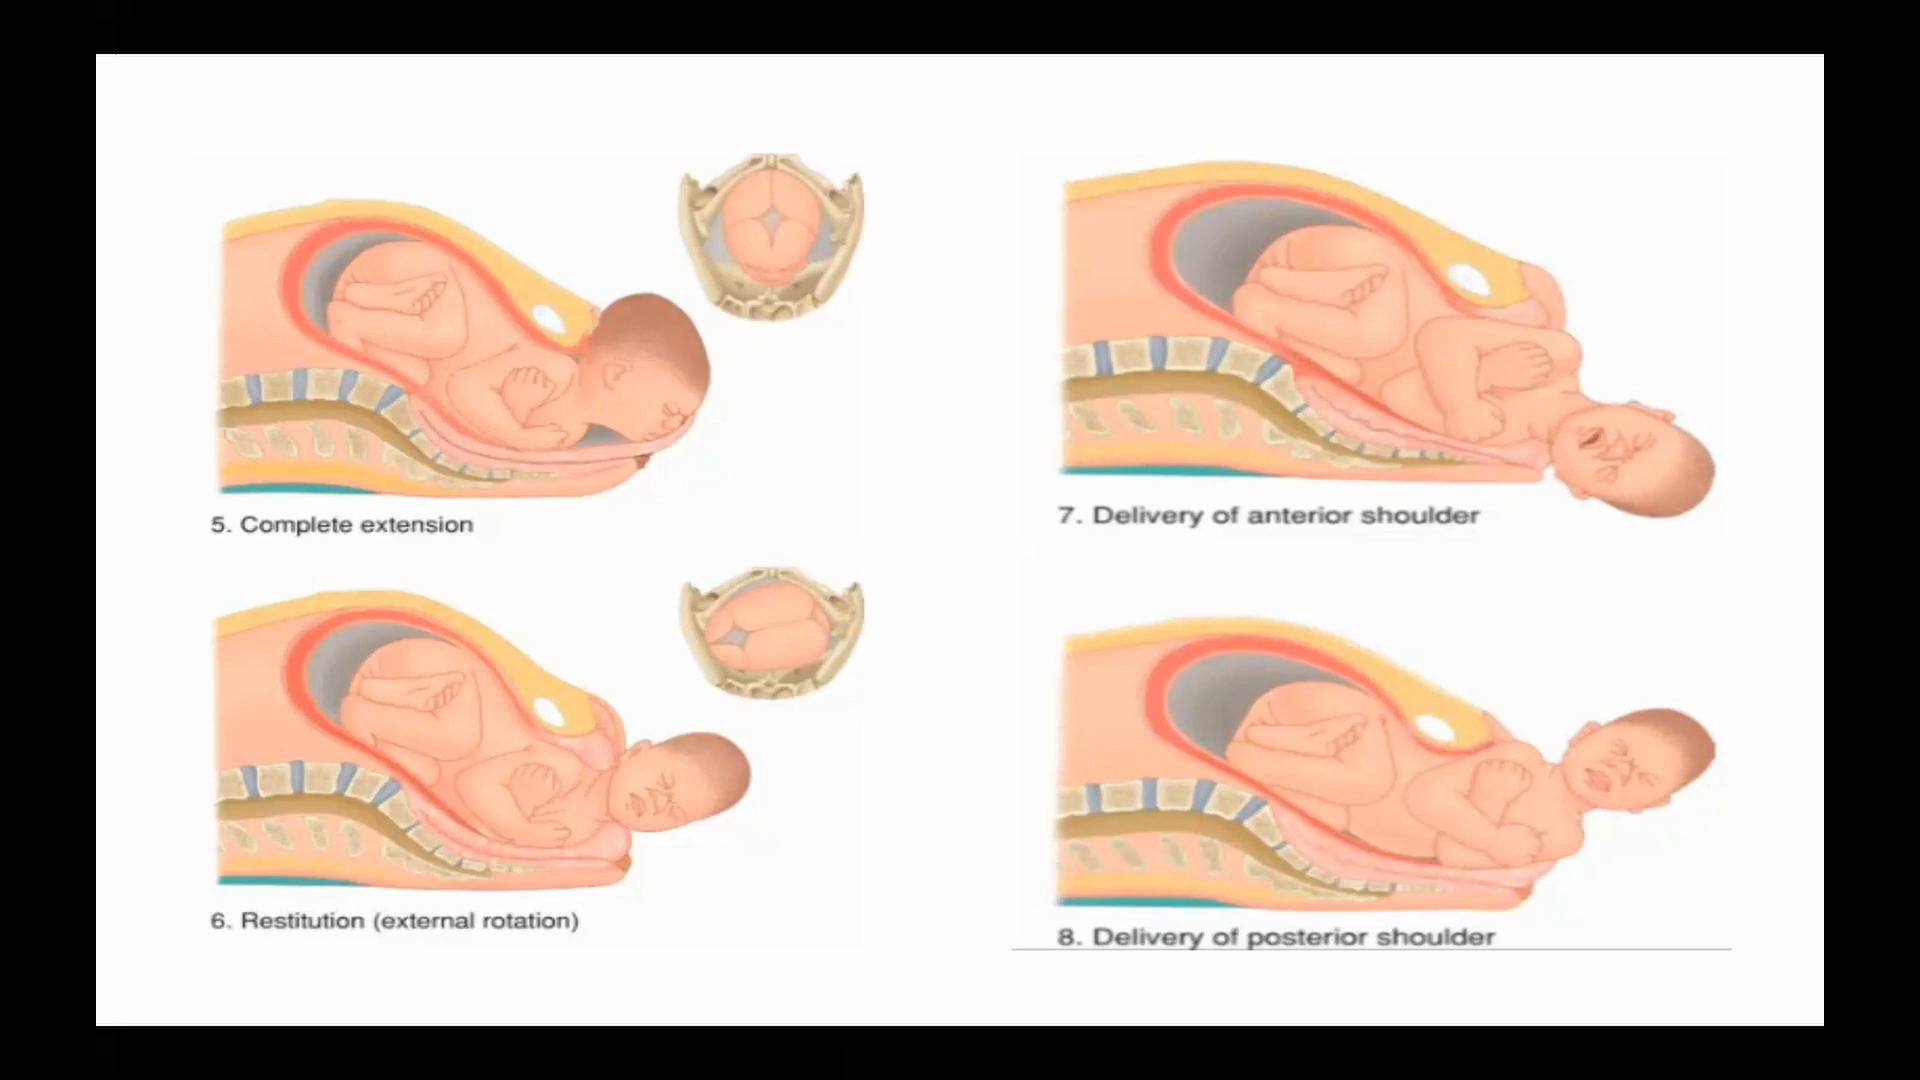 5. Complete extension
6. Restitution (external rotation)
7. Delivery of anterior shoulder
8. Delivery of posterior shoulder